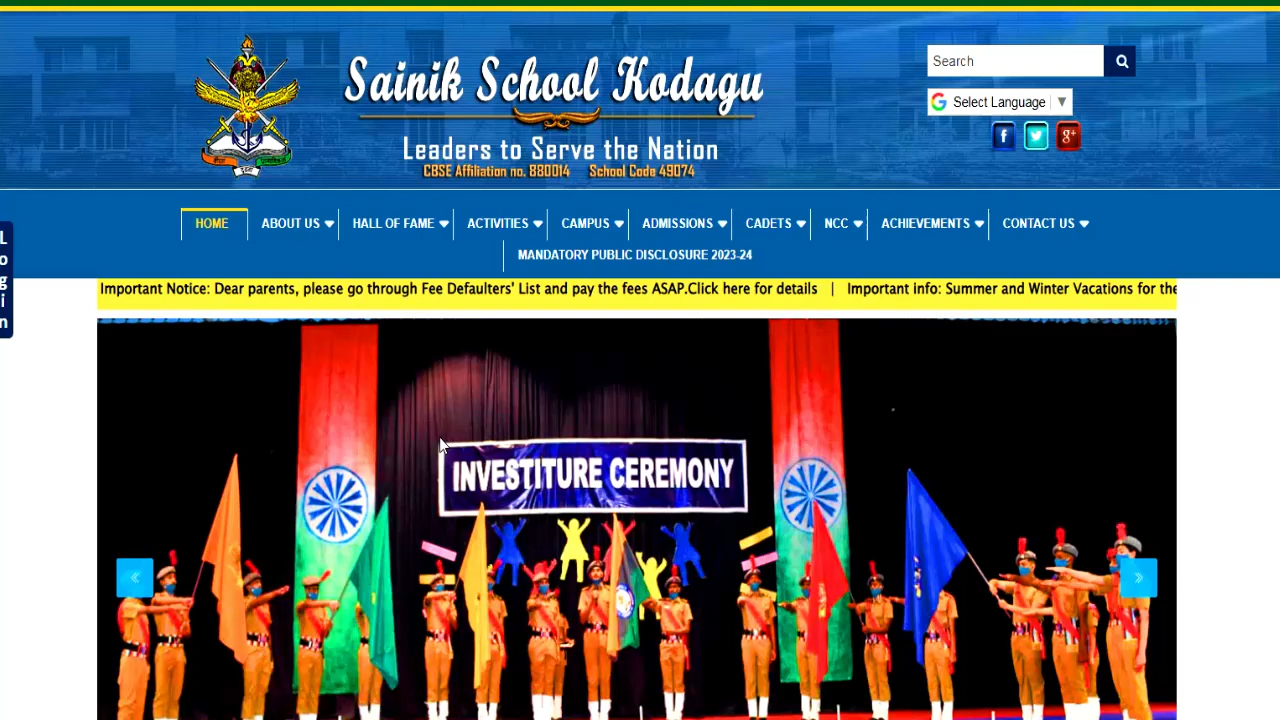 Sainik School Kodagu
Leaders to Serve the Nation
CBSE Affiliation no. 880014 School Code 49074
Search
Select Language ▼
f
g+
HOME ABOUT US HALL OF FAME ACTIVITIES CAMPUS ADMISSIONS CADETS NCC ACHIEVEMENTS CONTACT US
MANDATORY PUBLIC DISCLOSURE 2023-24
Login
Important Notice: Dear parents, please go through Fee Defaulters' List and pay the fees ASAP.Click here for details | Important info: Summer and Winter Vacations for the
INVESTITURE CEREMONY